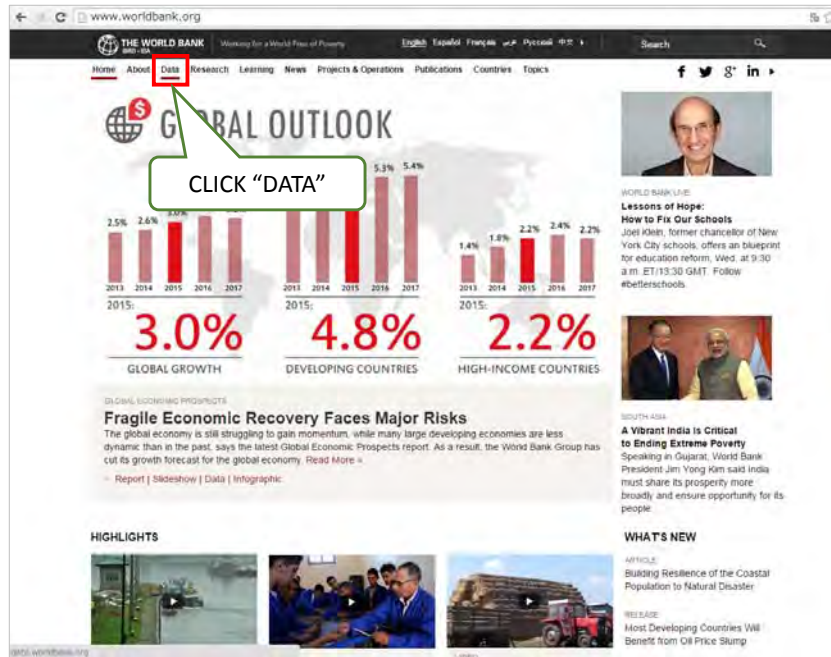 www.worldbank.org
THE WORLD BANK Working for a World Free of Poverty English Español Français عربي Русский 中文 Search
IBRD - IDA
Home About Data Research Learning News Projects & Operations Publications Countries Topics
GLOBAL OUTLOOK
CLICK “DATA”
2.5% 2.6% 3.0%
5.3% 5.4%
1.4% 1.8% 2.2% 2.4% 2.2%
2013 2014 2015 2016 2017 2013 2014 2015 2016 2017 2013 2014 2015 2016 2017
2015: 2015: 2015:
3.0% 4.8% 2.2%
GLOBAL GROWTH DEVELOPING COUNTRIES HIGH-INCOME COUNTRIES
GLOBAL ECONOMIC PROSPECTS
Fragile Economic Recovery Faces Major Risks
The global economy is still struggling to gain momentum, while many large developing economies are less
dynamic than in the past, says the latest Global Economic Prospects report. As a result, the World Bank Group has
cut its growth forecast for the global economy. Read More »
Report | Slideshow | Data | Infographic
WORLD BANK LIVE
Lessons of Hope:
How to Fix Our Schools
Joel Klein, former chancellor of New
York City schools, offers an blueprint
for education reform, Wed. at 9:30
a.m. ET/13:30 GMT. Follow
#betterschools
SOUTH ASIA
A Vibrant India is Critical
to Ending Extreme Poverty
Speaking in Gujarat, World Bank
President Jim Yong Kim said India
must share its prosperity more
broadly and ensure opportunity for its
people
HIGHLIGHTS
WHAT'S NEW
ARTICLE
Building Resilience of the Coastal
Population to Natural Disaster
RELEASE
Most Developing Countries Will
Benefit from Oil Price Slump
data.worldbank.org